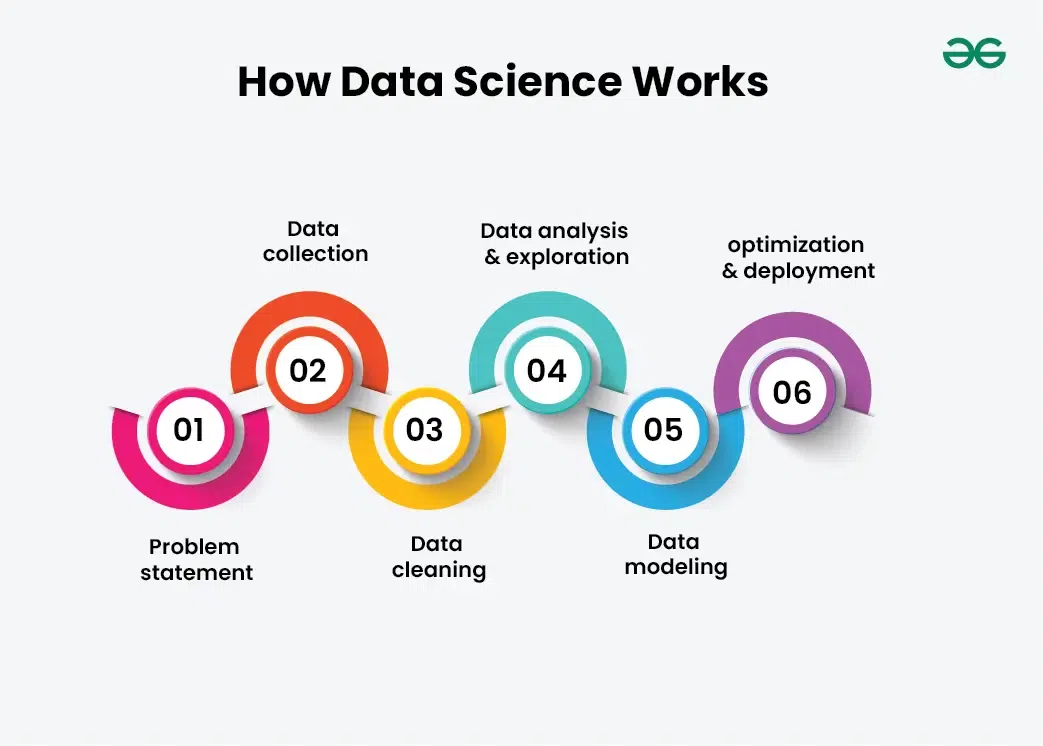 How Data Science Works
01
Problem
statement
02
Data
collection
03
Data
cleaning
04
Data analysis
& exploration
05
Data
modeling
06
optimization
& deployment